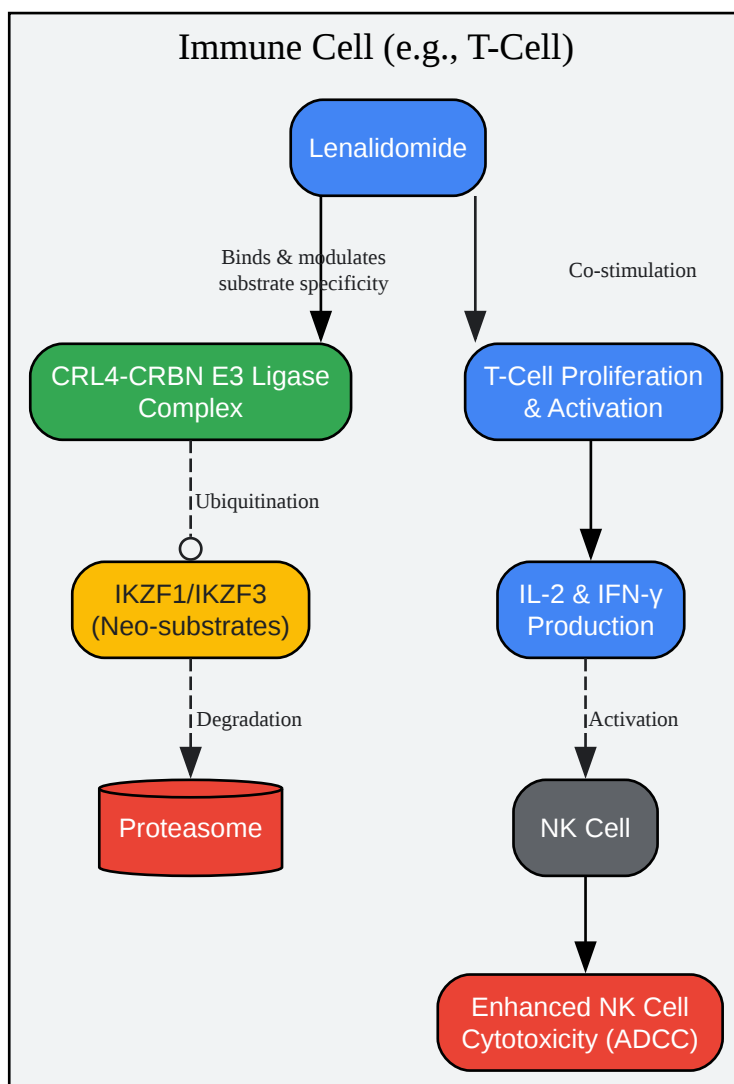 Immune Cell (e.g., T-Cell)
Lenalidomide
Binds & modulates
substrate specificity
Co-stimulation
CRL4-CRBN E3 Ligase
Complex
T-Cell Proliferation
& Activation
Ubiquitination
IKZF1/IKZF3
(Neo-substrates)
IL-2 & IFN-γ
Production
Degradation
Activation
Proteasome
NK Cell
Enhanced NK Cell
Cytotoxicity (ADCC)